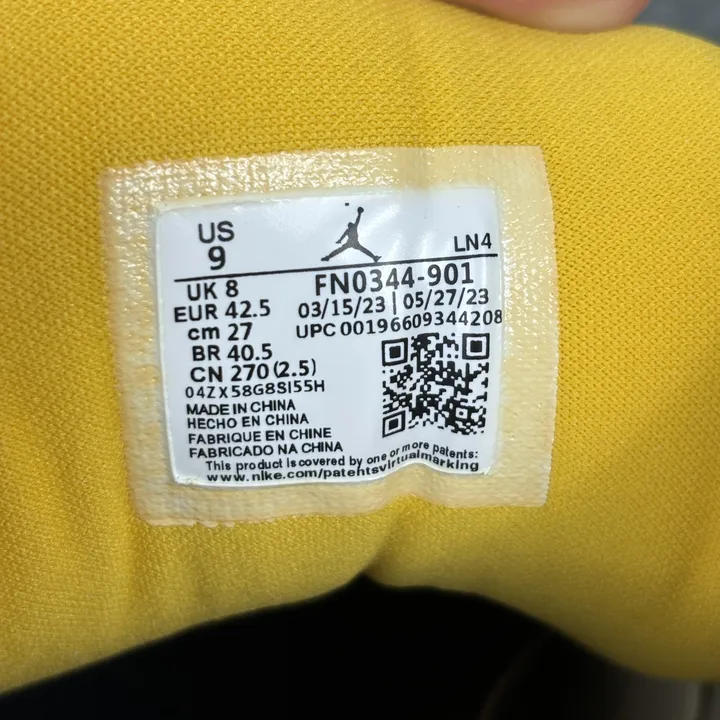 US
9
LN4
UK 8
EUR 42.5
cm 27
BR 40.5
CN 270 (2.5)
FN0344-901
03/15/23 | 05/27/23
UPC 00196609344208
04ZX58G8SI55H
MADE IN CHINA
HECHO EN CHINA
FABRIQUE EN CHINE
FABRICADO NA CHINA
This product is covered by one or more patents:
www.nike.com/patentsvirtualmarking